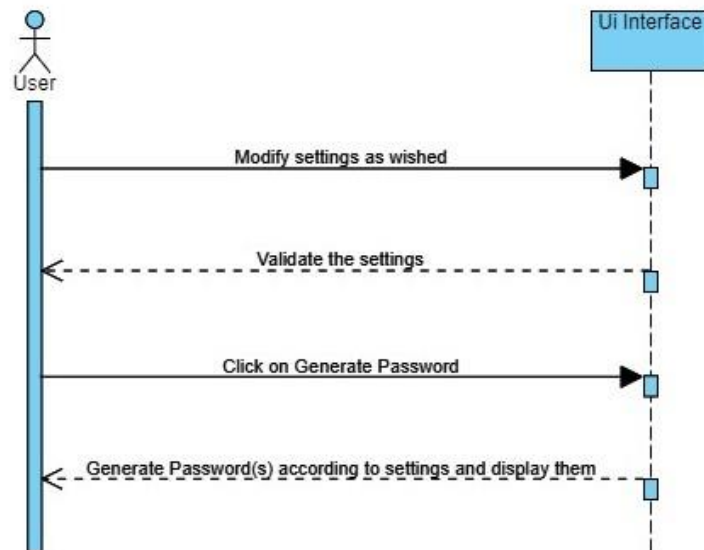 Ui Interface
User
Modify settings as wished
Validate the settings
Click on Generate Password
Generate Password(s) according to settings and display them